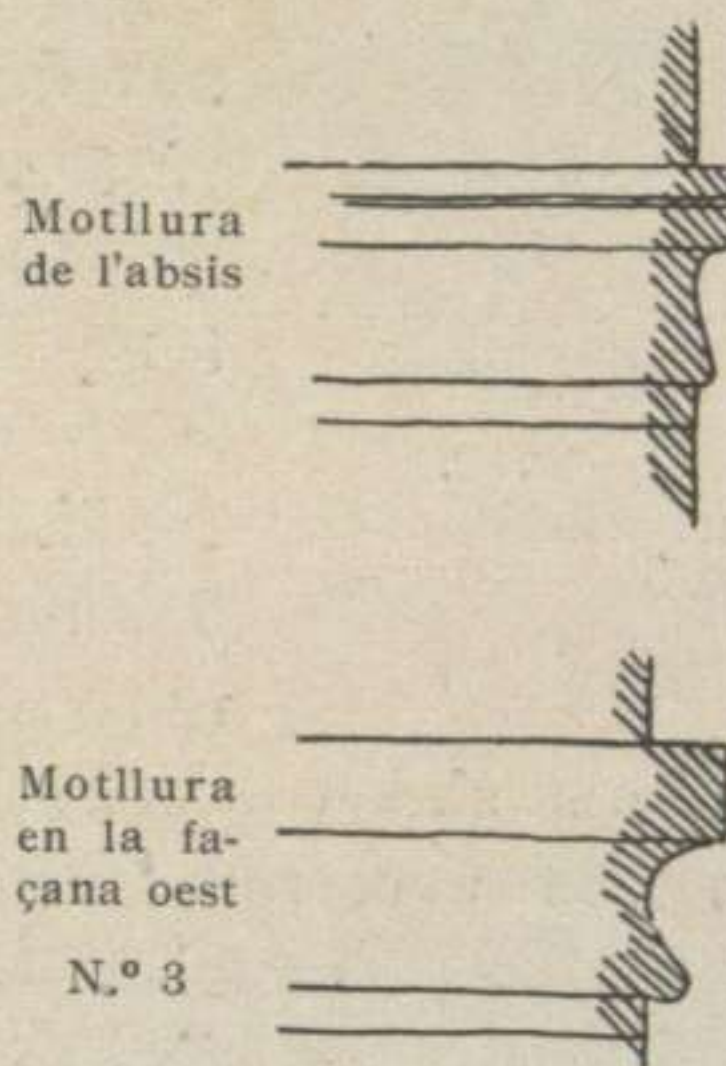 Motllura
de l'absis
Motllura
en la fa-
çana oest
N.º 3